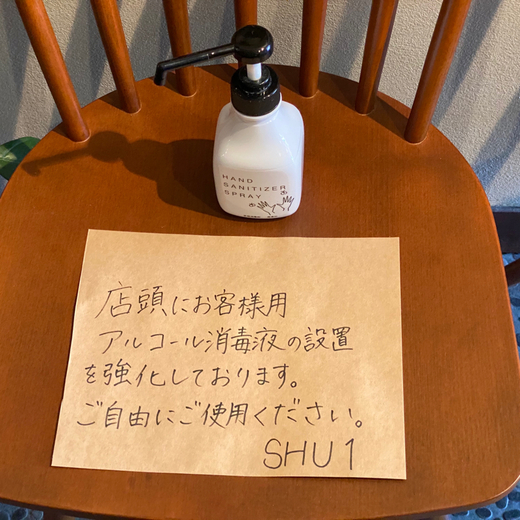 HAND
SANITIZER
SPRAY
店頭にお客様用
アルコール消毒液の設置
を強化しております。
ご自由にご使用ください。
SHU1